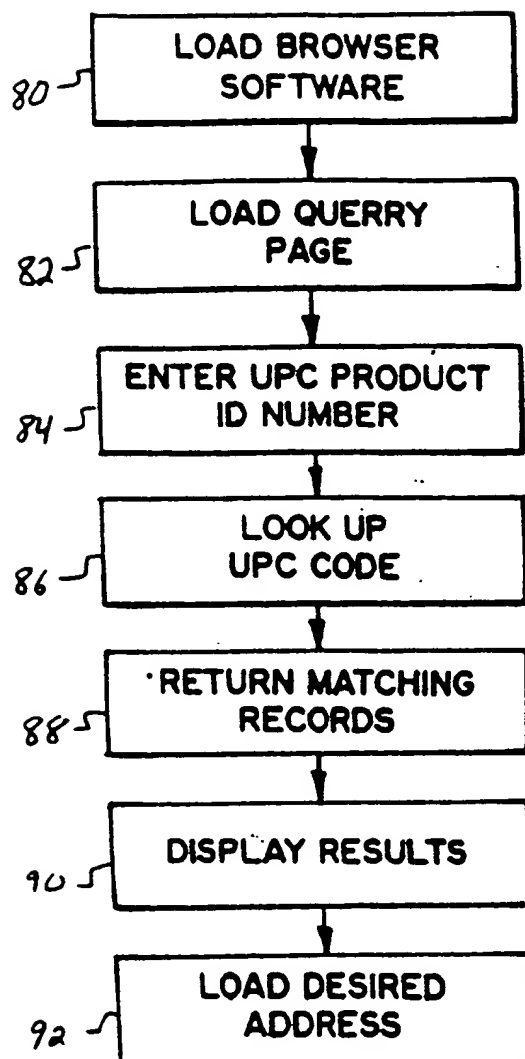 LOAD BROWSER
SOFTWARE
80
LOAD QUERRY
PAGE
82
ENTER UPC PRODUCT
ID NUMBER
84
LOOK UP
UPC CODE
86
RETURN MATCHING
RECORDS
88
DISPLAY RESULTS
90
LOAD DESIRED
ADDRESS
92